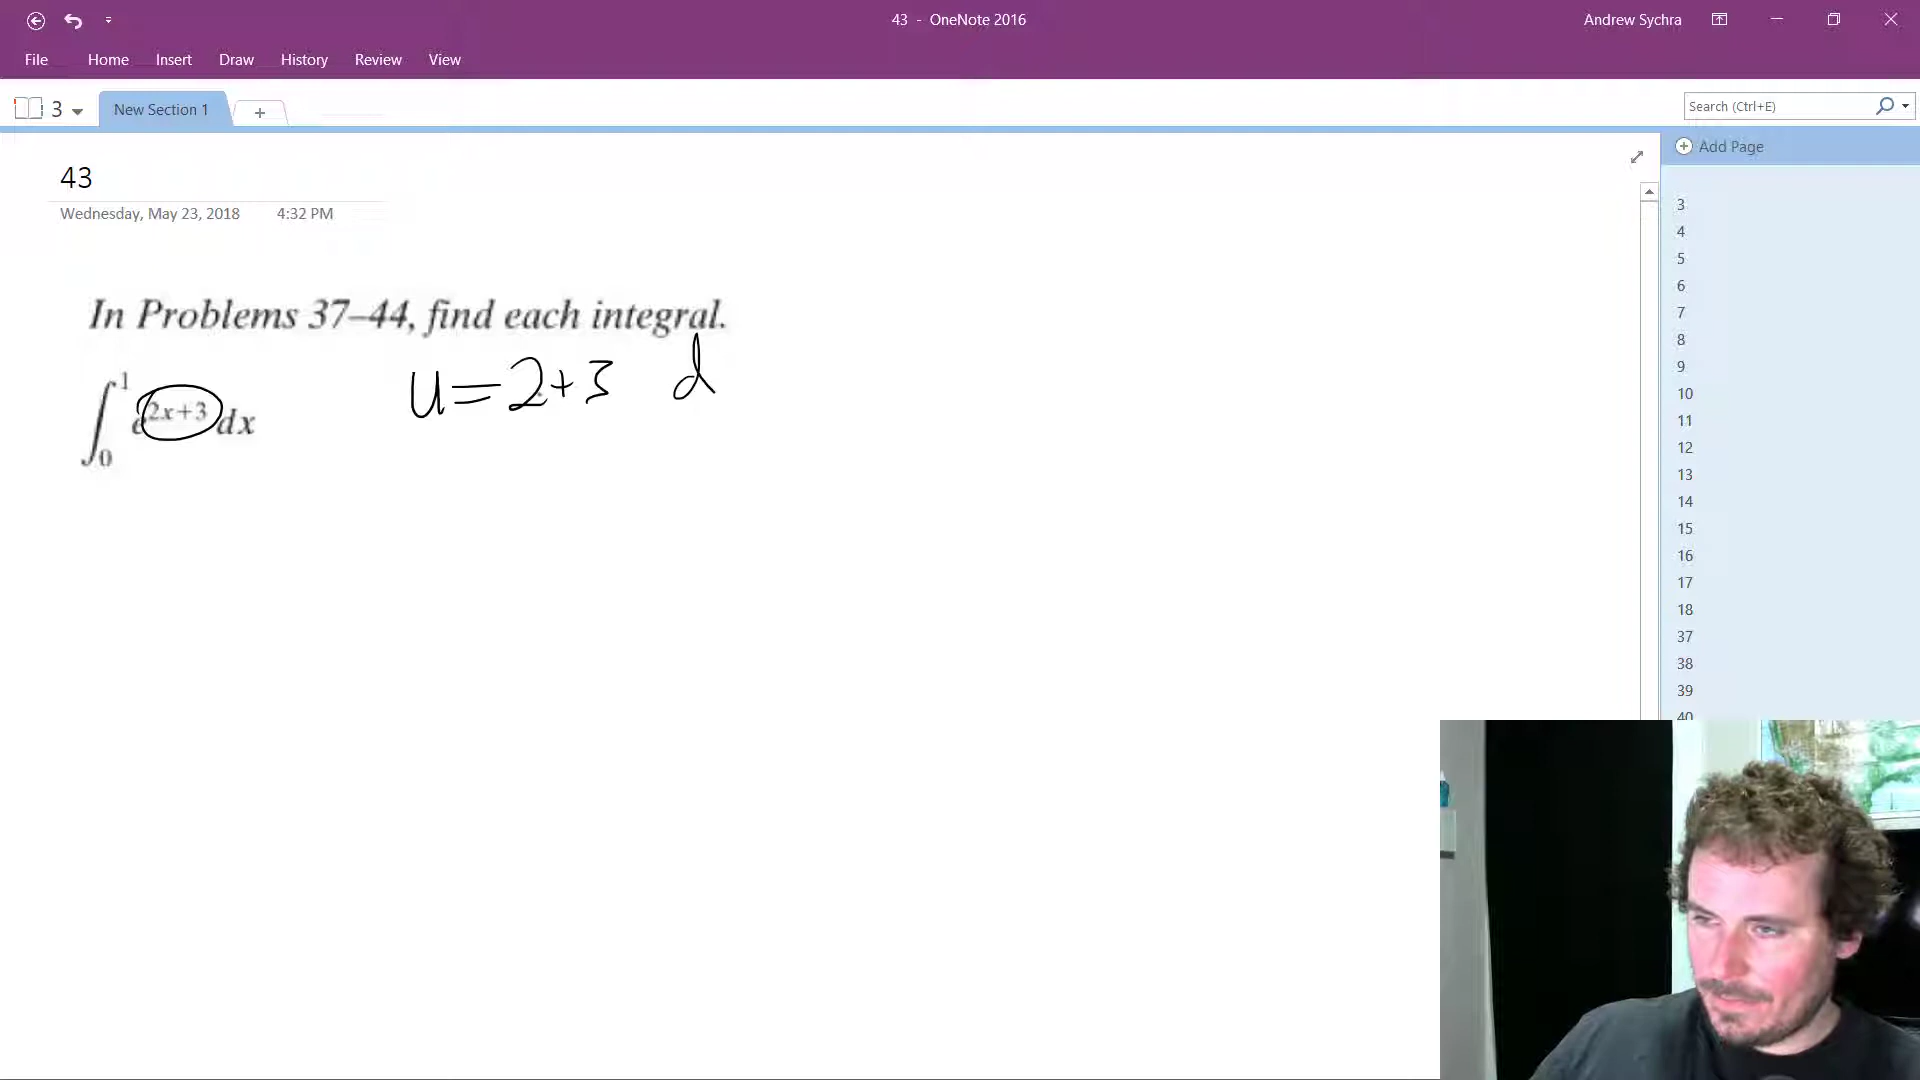 43 - OneNote 2016
Andrew Sychra
File Home Insert Draw History Review View
3
New Section 1
+
Search (Ctrl+E)
Add Page
43
Wednesday, May 23, 2018 4:32 PM
In Problems 37–44, find each integral.
u=2+3 d
∫₀¹ e^{2x+3} dx
3
4
5
6
7
8
9
10
11
12
13
14
15
16
17
18
37
38
39
40